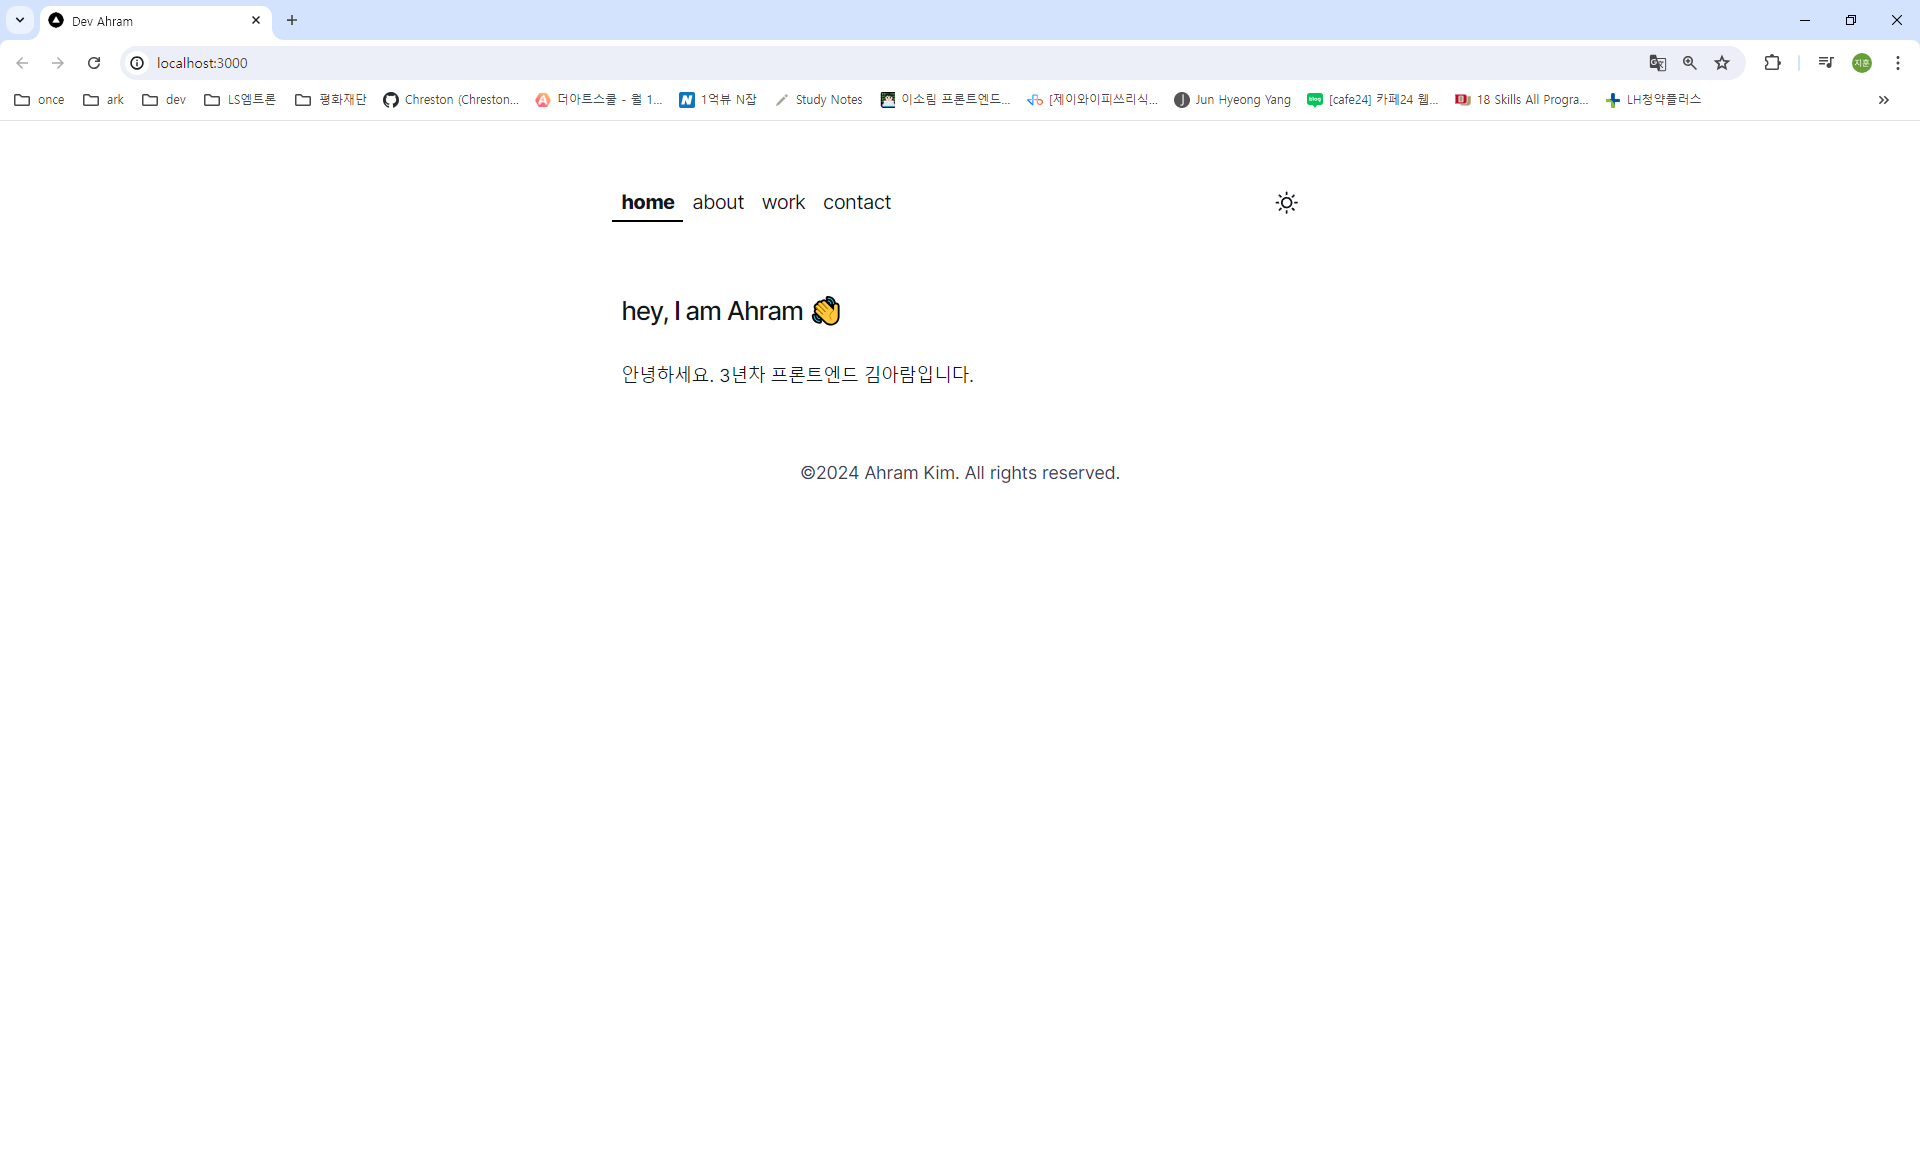 Dev Ahram
localhost:3000
지훈
once ark dev LS엠트론 평화재단 Chreston (Chreston... 더아트스쿨 - 월 1... 1억뷰 N잡 Study Notes 이소림 프론트엔드... [제이와이피쓰리식... Jun Hyeong Yang [cafe24] 카페24 웹... 18 Skills All Progra... LH청약플러스
home about work contact
hey, I am Ahram 👋
안녕하세요. 3년차 프론트엔드 김아람입니다.
©2024 Ahram Kim. All rights reserved.